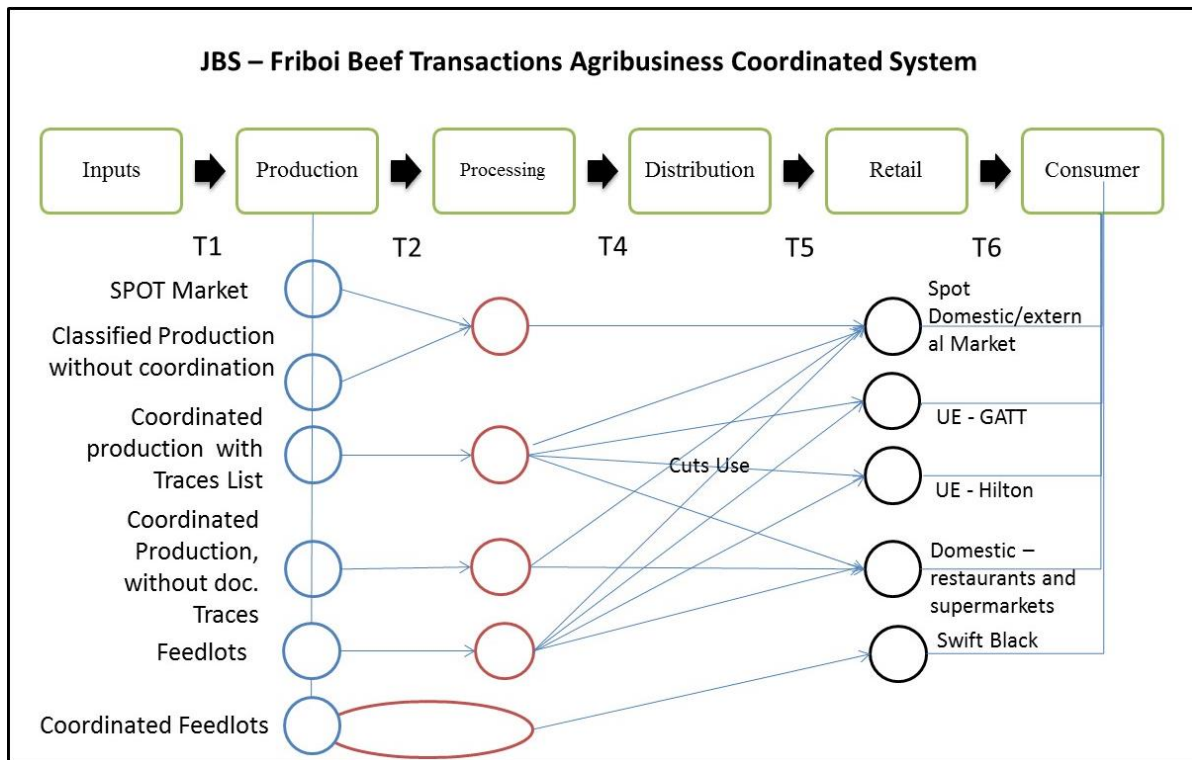 JBS – Friboi Beef Transactions Agribusiness Coordinated System
Inputs
Production
Processing
Distribution
Retail
Consumer
T1
T2
T4
T5
T6
SPOT Market
Classified Production
without coordination
Coordinated
production with
Traces List
Coordinated
Production,
without doc.
Traces
Feedlots
Coordinated Feedlots
Cuts Use
Spot
Domestic/extern
al Market
UE - GATT
UE - Hilton
Domestic –
restaurants and
supermarkets
Swift Black